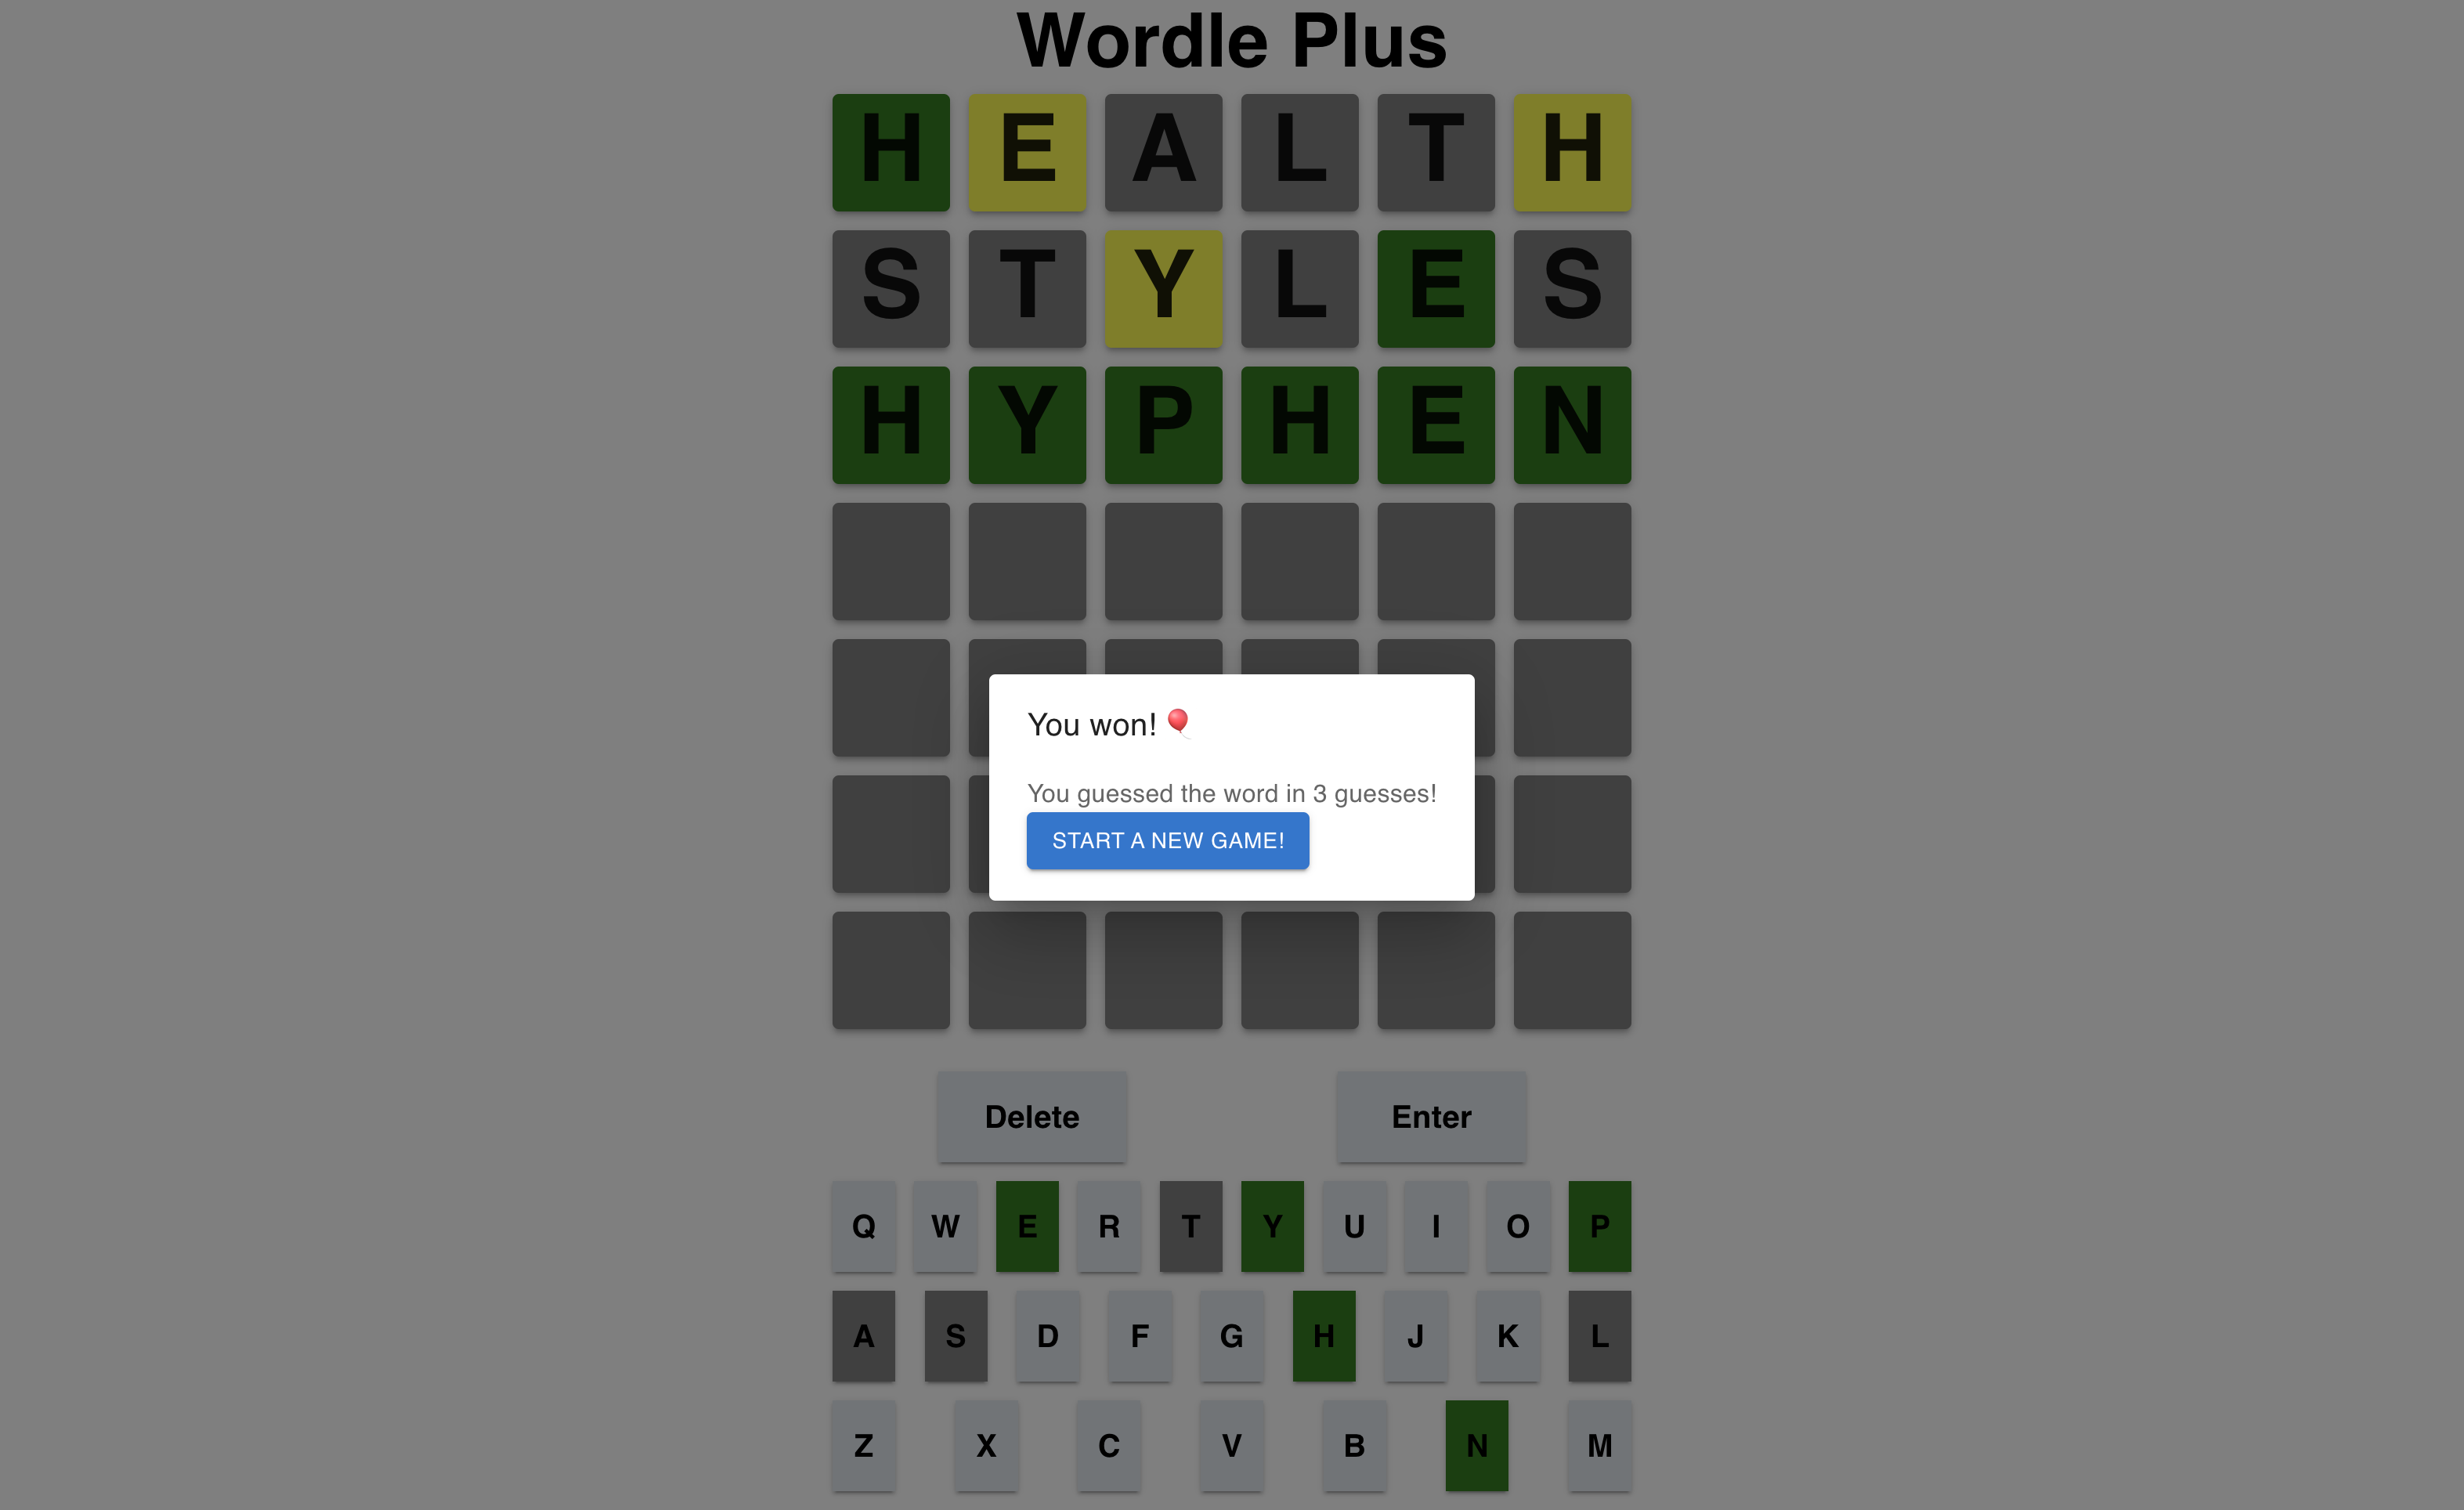 Wordle Plus
H E A L T H
S T Y L E S
H Y P H E N
You won! 🎈
You guessed the word in 3 guesses!
START A NEW GAME!
Delete Enter
Q W E R T Y U I O P
A S D F G H J K L
Z X C V B N M